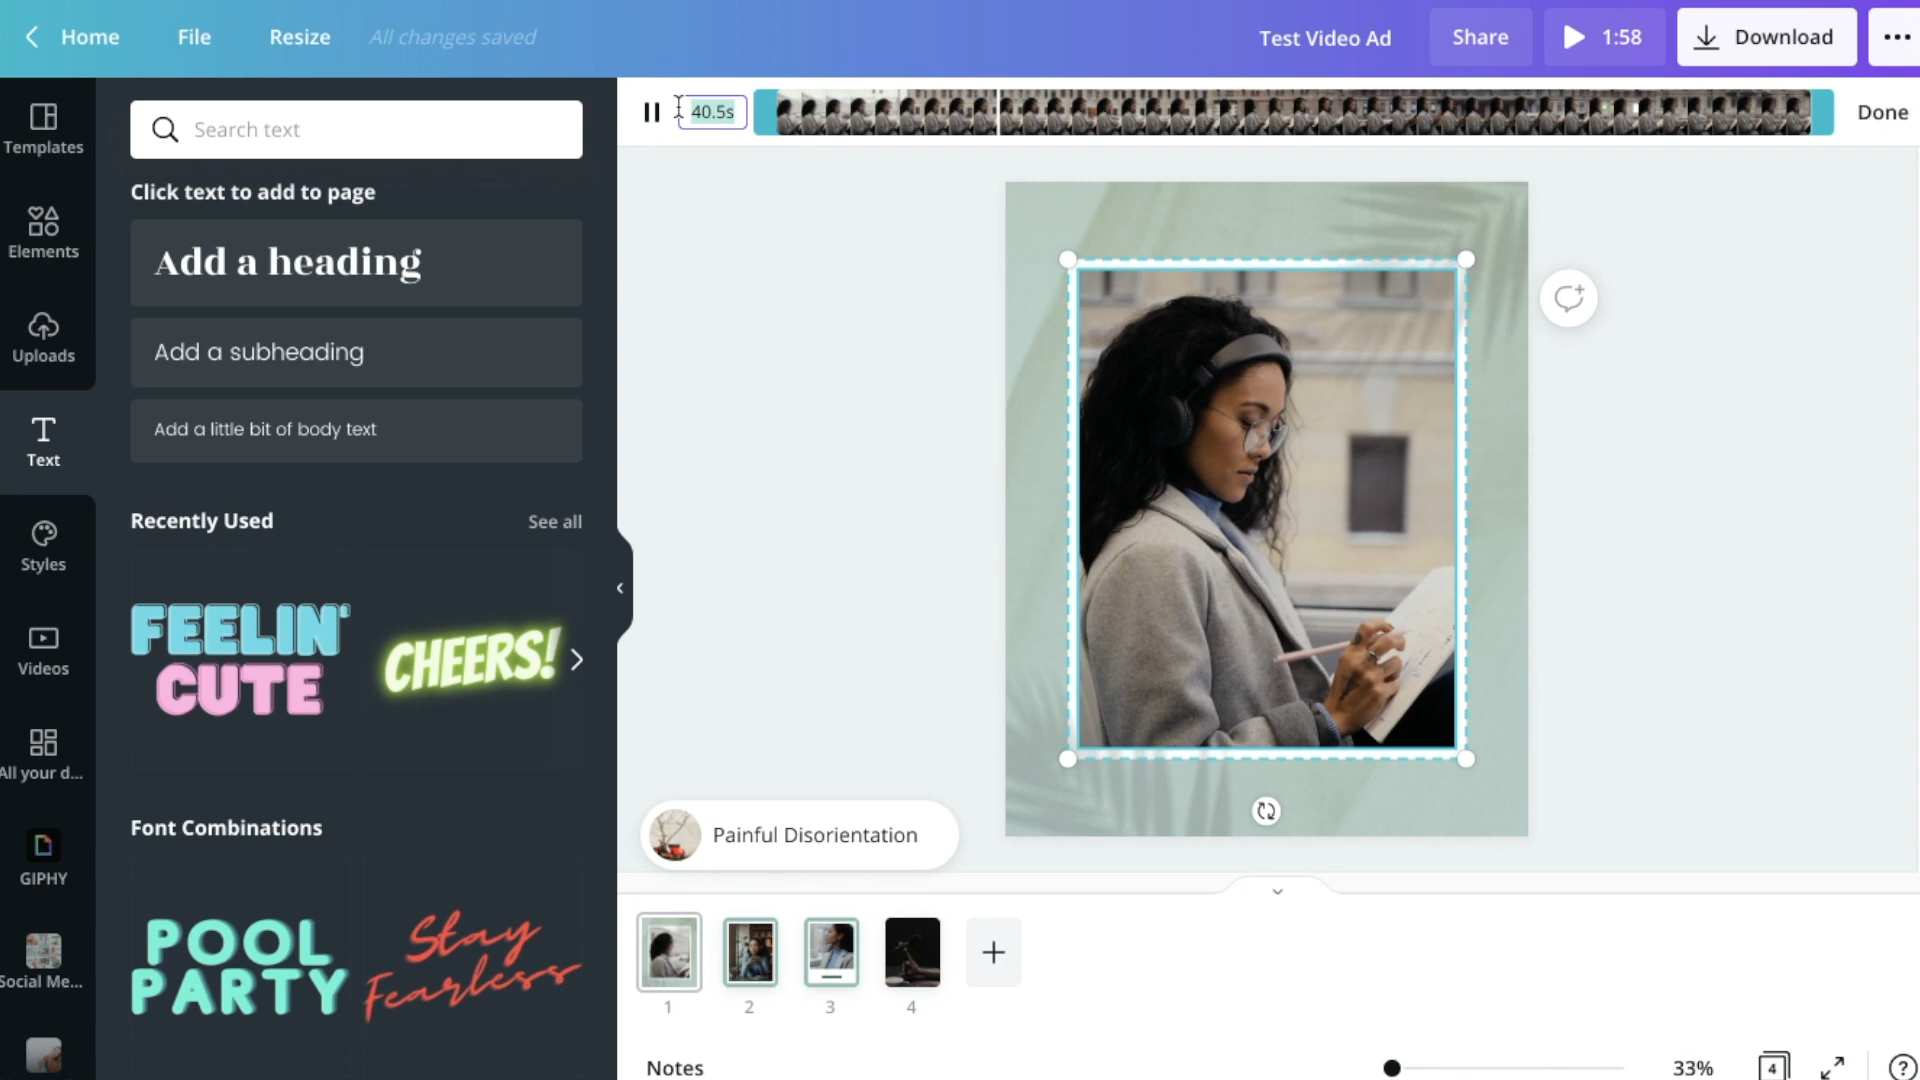 Home File Resize All changes saved Test Video Ad Share 1:58 Download
40.5s Done
Search text
Click text to add to page
Add a heading
Add a subheading
Add a little bit of body text
Recently Used See all
FEELIN'
CUTE
CHEERS!
Font Combinations
POOL
PARTY
Stay
Fearless
Templates
Elements
Uploads
Text
Styles
Videos
All your d...
GIPHY
Social Me...
Painful Disorientation
1 2 3 4
Notes 33% 4 ?